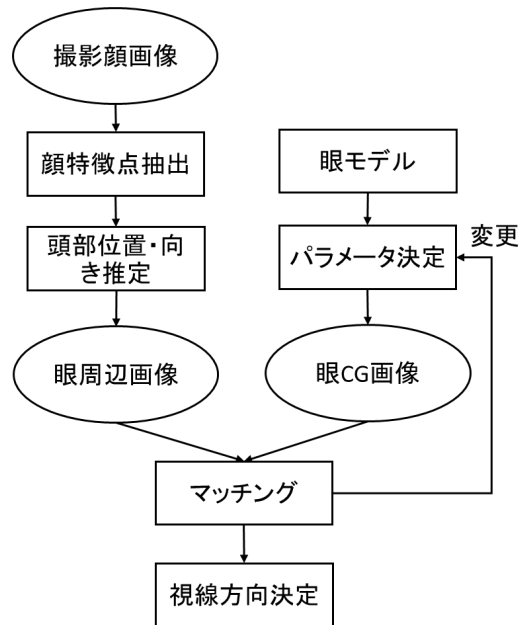 撮影顔画像
顔特徴点抽出
頭部位置・向
き推定
眼周辺画像
眼モデル
パラメータ決定
変更
眼CG画像
マッチング
視線方向決定